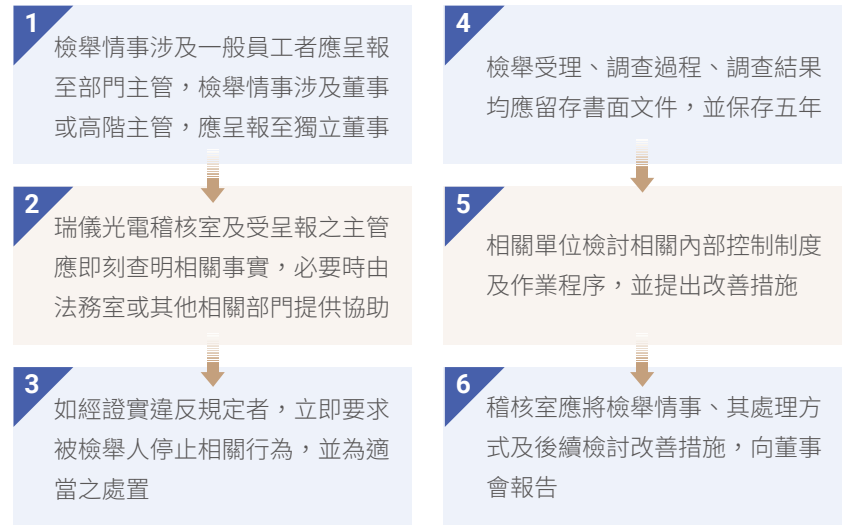 1
檢舉情事涉及一般員工者應呈報
至部門主管，檢舉情事涉及董事
或高階主管，應呈報至獨立董事
2
瑞儀光電稽核室及受呈報之主管
應即刻查明相關事實，必要時由
法務室或其他相關部門提供協助
3
如經證實違反規定者，立即要求
被檢舉人停止相關行為，並為適
當之處置
4
檢舉受理、調查過程、調查結果
均應留存書面文件，並保存五年
5
相關單位檢討相關內部控制制度
及作業程序，並提出改善措施
6
稽核室應將檢舉情事、其處理方
式及後續檢討改善措施，向董事
會報告